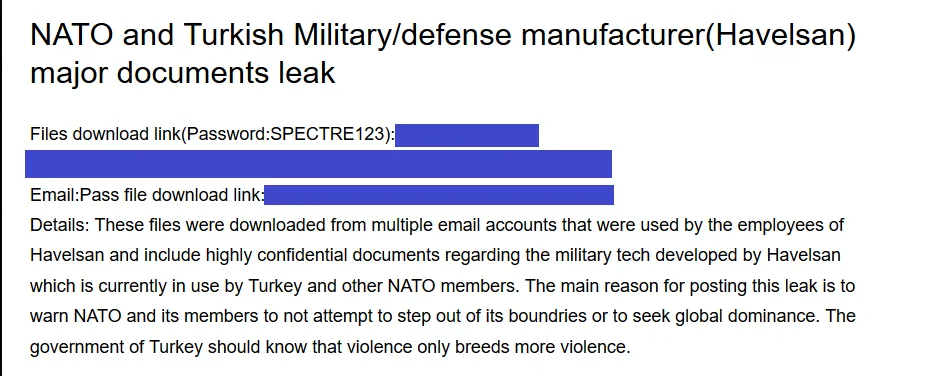 NATO and Turkish Military/defense manufacturer(Havelsan)
major documents leak
Files download link(Password:SPECTRE123):
Email:Pass file download link:
Details: These files were downloaded from multiple email accounts that were used by the employees of
Havelsan and include highly confidential documents regarding the military tech developed by Havelsan
which is currently in use by Turkey and other NATO members. The main reason for posting this leak is to
warn NATO and its members to not attempt to step out of its boundries or to seek global dominance. The
government of Turkey should know that violence only breeds more violence.